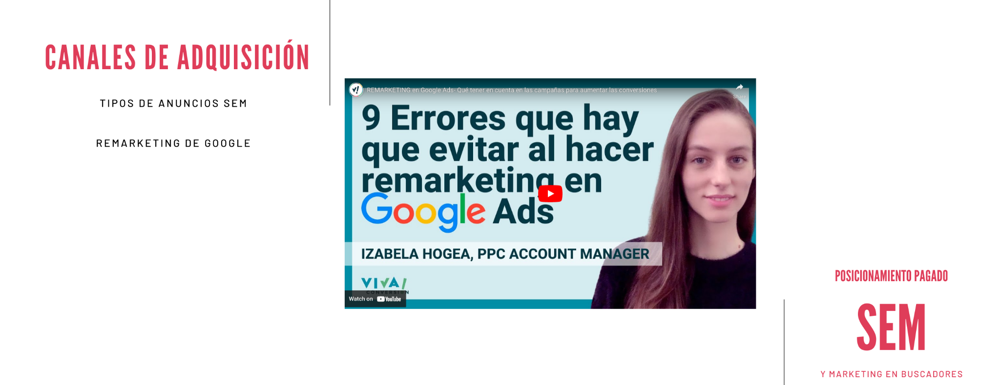 CANALES DE ADQUISICIÓN
TIPOS DE ANUNCIOS SEM
REMARKETING DE GOOGLE
REMARKETING en Google Ads- Qué tener en cuenta en las campañas para aumentar las conversiones
Share
9 Errores que hay
que evitar al hacer
remarketing en
Google Ads
IZABELA HOGEA, PPC ACCOUNT MANAGER
VIVA!
CONVERSION
Watch on YouTube
POSICIONAMIENTO PAGADO
SEM
Y MARKETING EN BUSCADORES